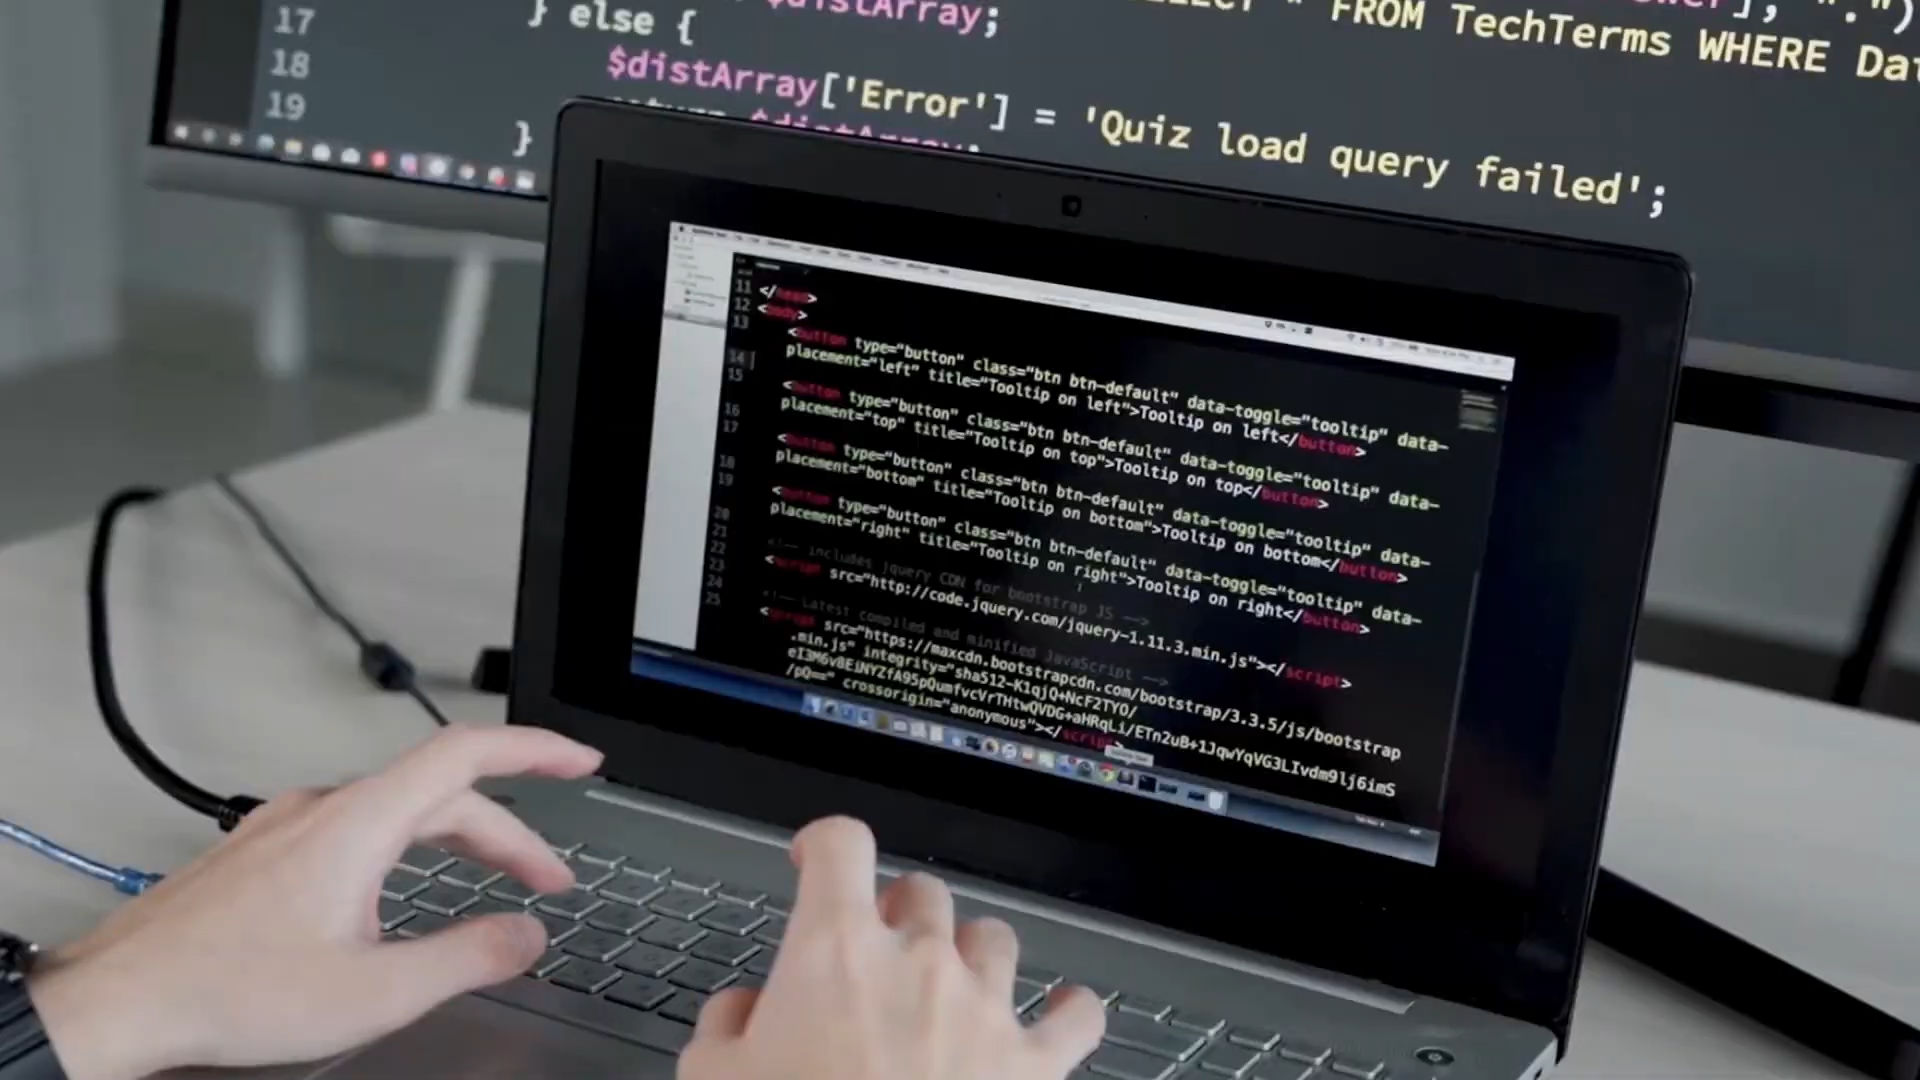 17 } else { $distArray;
18 $distArray['Error'] = 'Quiz load query failed';
19 return $distArray;
}
* FROM TechTerms WHERE
], ".")
11 </head>
12 <body>
13
<button type="button" class="btn btn-default" data-toggle="tooltip" data-
14 placement="left" title="Tooltip on left">Tooltip on left</button>
15
<button type="button" class="btn btn-default" data-toggle="tooltip" data-
16 placement="top" title="Tooltip on top">Tooltip on top</button>
17
<button type="button" class="btn btn-default" data-toggle="tooltip" data-
18 placement="bottom" title="Tooltip on bottom">Tooltip on bottom</button>
19
<button type="button" class="btn btn-default" data-toggle="tooltip" data-
20 placement="right" title="Tooltip on right">Tooltip on right</button>
21
22 <!-- includes jquery CDN for bootstrap JS -->
23 <script src="http://code.jquery.com/jquery-1.11.3.min.js"></script>
24 <!-- Latest compiled and minified JavaScript -->
25 <script src="https://maxcdn.bootstrapcdn.com/bootstrap/3.3.5/js/bootstrap
.min.js" integrity="sha512-K1qjQ+NcF2TYO/
eI3M6v8EiNYZfA95pQumfvcVrTHtwQVDG+aHRqLi/ETn2uB+1JqwYqVG3LIvdm9lj6imS
/pQ==" crossorigin="anonymous"></script>